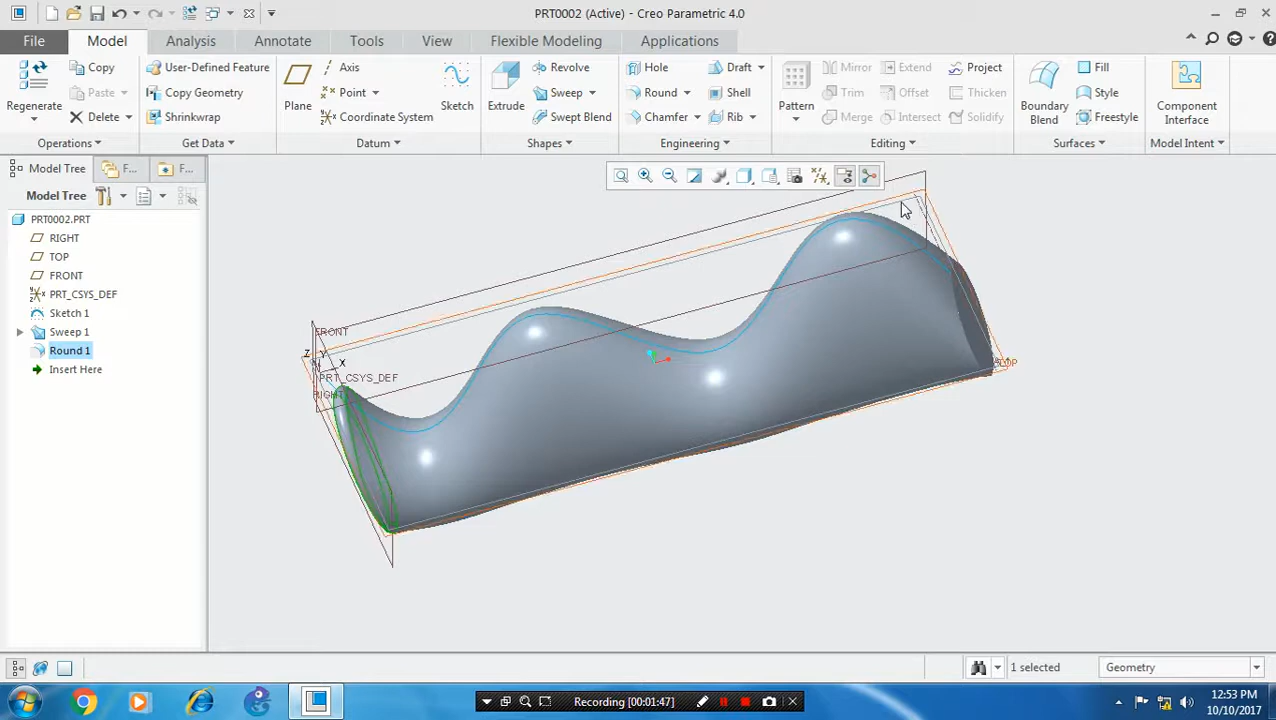 PRT0002 (Active) - Creo Parametric 4.0
File Model Analysis Annotate Tools View Flexible Modeling Applications
Regenerate
Copy
Paste
Delete
Operations
User-Defined Feature
Copy Geometry
Shrinkwrap
Get Data
Plane
Axis
Point
Coordinate System
Sketch
Datum
Extrude
Revolve
Sweep
Swept Blend
Shapes
Hole
Round
Chamfer
Draft
Shell
Rib
Engineering
Pattern
Mirror
Trim
Merge
Extend
Offset
Intersect
Project
Thicken
Solidify
Editing
Boundary
Blend
Fill
Style
Freestyle
Surfaces
Component
Interface
Model Intent
Model Tree F... F...
Model Tree
PRT0002.PRT
RIGHT
TOP
FRONT
PRT_CSYS_DEF
Sketch 1
Sweep 1
Round 1
Insert Here
FRONT
Z Y
X
PRT_CSYS_DEF
RIGHT
TOP
1 selected
Geometry
Recording [00:01:47]
12:53 PM
10/10/2017